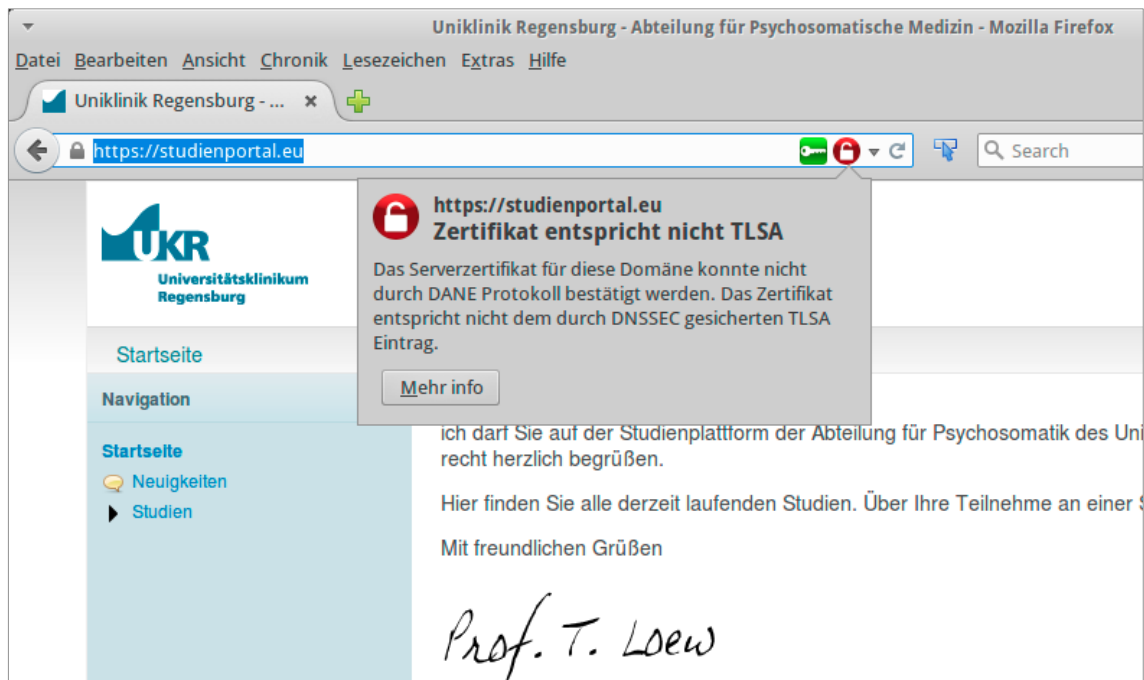 Uniklinik Regensburg - Abteilung für Psychosomatische Medizin - Mozilla Firefox
Datei Bearbeiten Ansicht Chronik Lesezeichen Extras Hilfe
Uniklinik Regensburg - ...
https://studienportal.eu
Search
https://studienportal.eu
Zertifikat entspricht nicht TLSA
Das Serverzertifikat für diese Domäne konnte nicht
durch DANE Protokoll bestätigt werden. Das Zertifikat
entspricht nicht dem durch DNSSEC gesicherten TLSA
Eintrag.
Mehr info
UKR
Universitätsklinikum
Regensburg
Startseite
Navigation
Startseite
Neuigkeiten
Studien
ich darf Sie auf der Studienplattform der Abteilung für Psychosomatik des Uni
recht herzlich begrüßen.
Hier finden Sie alle derzeit laufenden Studien. Über Ihre Teilnehme an einer
Mit freundlichen Grüßen
Prof. T. Loew